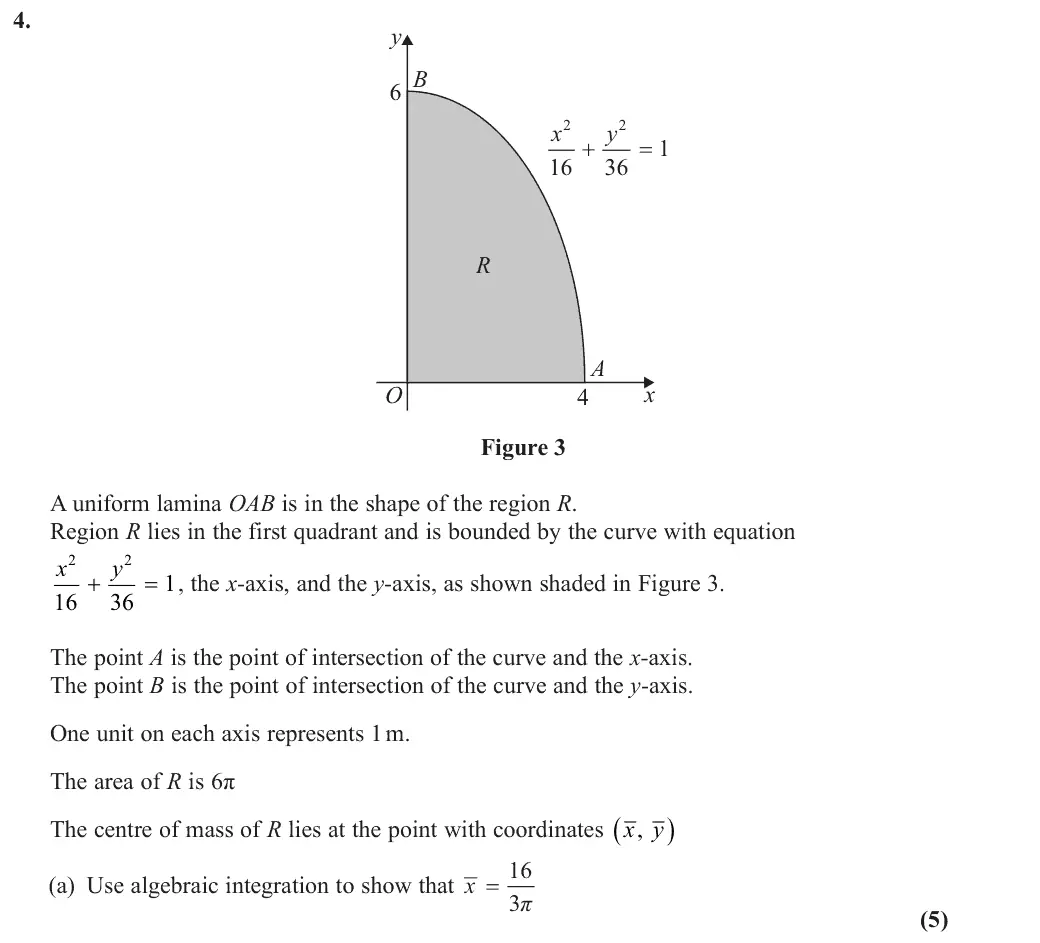 4.
y
B
6
x²/16 + y²/36 = 1
R
A
O
4
x
Figure 3
A uniform lamina OAB is in the shape of the region R.
Region R lies in the first quadrant and is bounded by the curve with equation
x²/16 + y²/36 = 1, the x-axis, and the y-axis, as shown shaded in Figure 3.
The point A is the point of intersection of the curve and the x-axis.
The point B is the point of intersection of the curve and the y-axis.
One unit on each axis represents 1 m.
The area of R is 6π
The centre of mass of R lies at the point with coordinates (x̅, y̅)
(a) Use algebraic integration to show that x̅ = 16/3π
(5)